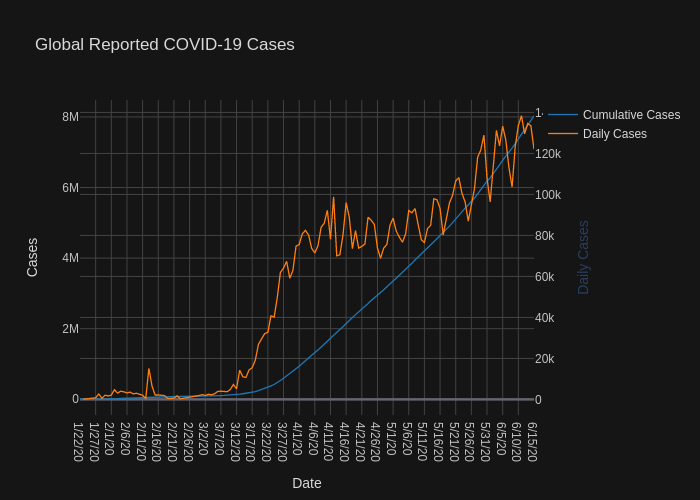 Global Reported COVID-19 Cases
8M
6M
4M
2M
0
Cases
120k
100k
80k
60k
40k
20k
0
Daily Cases
Cumulative Cases
Daily Cases
1/22/20
1/27/20
2/1/20
2/6/20
2/11/20
2/16/20
2/21/20
2/26/20
3/2/20
3/7/20
3/12/20
3/17/20
3/22/20
3/27/20
4/1/20
4/6/20
4/11/20
4/16/20
4/21/20
4/26/20
5/1/20
5/6/20
5/11/20
5/16/20
5/21/20
5/26/20
5/31/20
6/5/20
6/10/20
6/15/20
Date